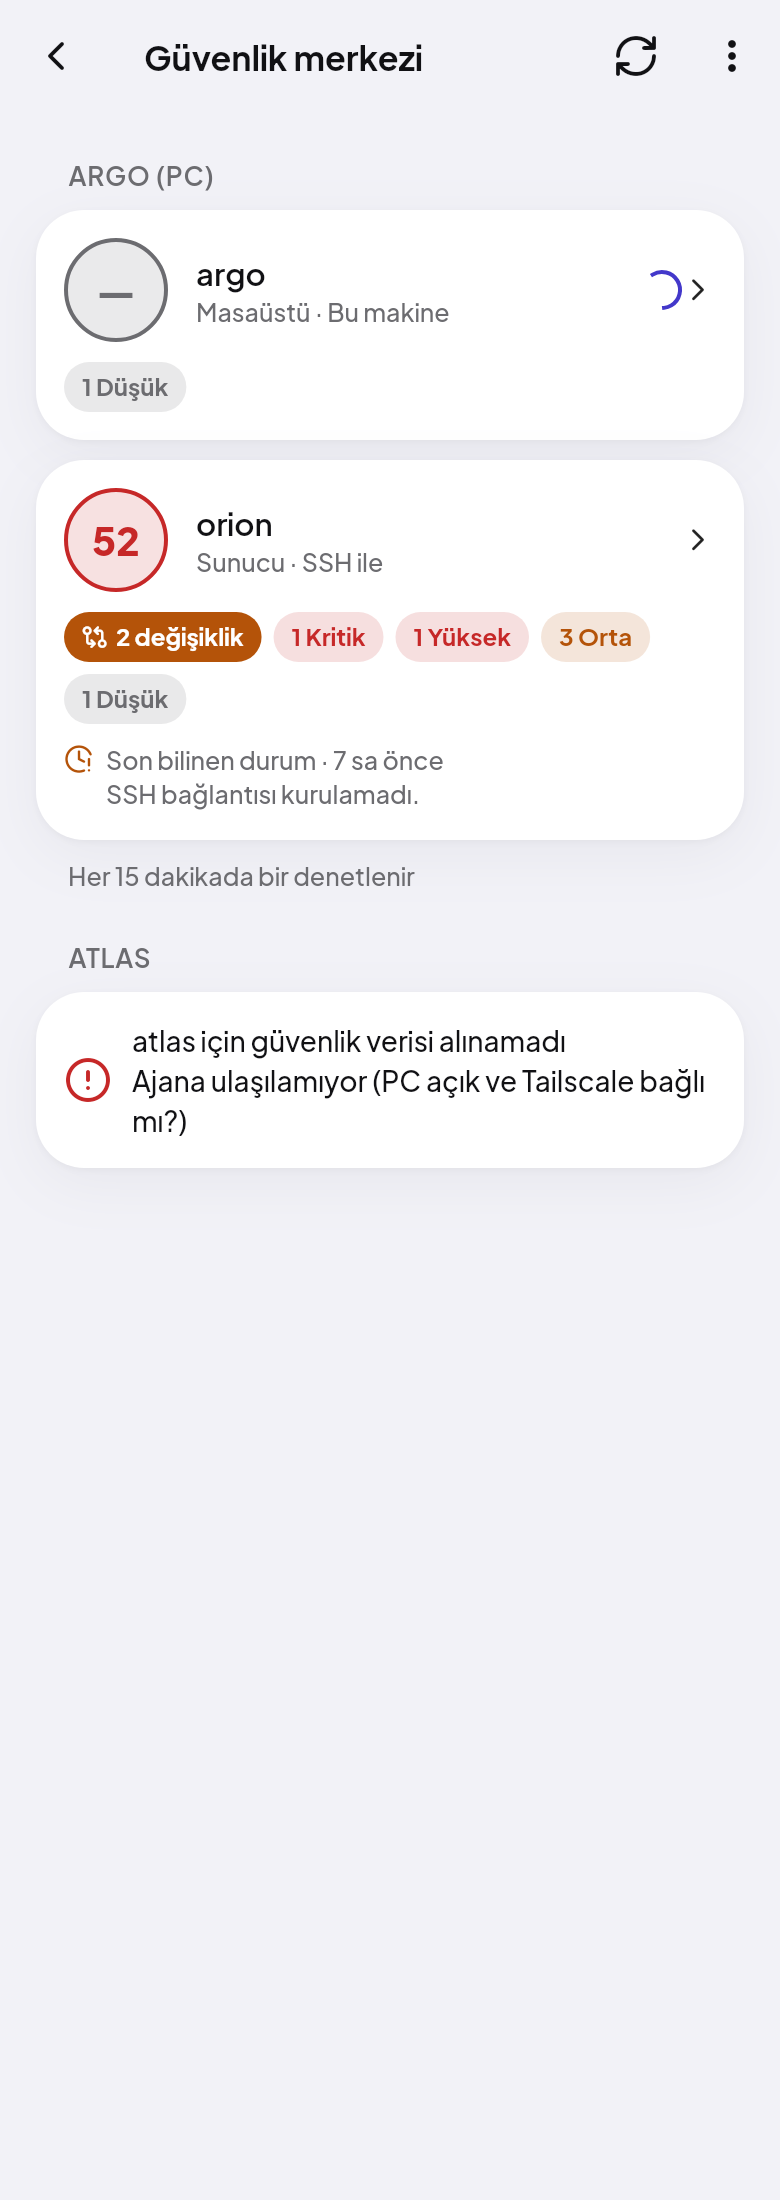 Güvenlik merkezi
ARGO (PC)
—
argo
Masaüstü · Bu makine
1 Düşük
52
orion
Sunucu · SSH ile
2 değişiklik
1 Kritik
1 Yüksek
3 Orta
1 Düşük
Son bilinen durum · 7 sa önce
SSH bağlantısı kurulamadı.
Her 15 dakikada bir denetlenir
ATLAS
atlas için güvenlik verisi alınamadı
Ajana ulaşılamıyor (PC açık ve Tailscale bağlı
mı?)